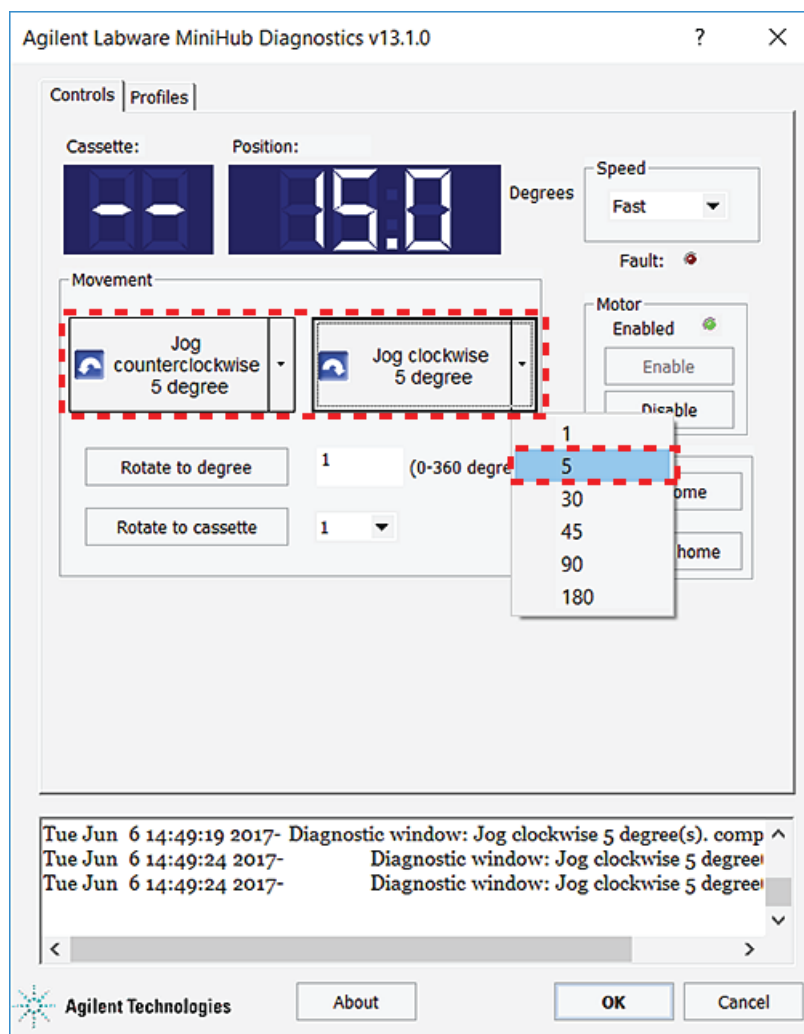 Agilent Labware MiniHub Diagnostics v13.1.0 ?
Controls Profiles
Cassette: Position:
-- 15.0 Degrees
Speed
Fast
Fault:
Movement
Jog
counterclockwise
5 degree
Jog clockwise
5 degree
Motor
Enabled
Enable
Disable
Rotate to degree 1 (0-360
Rotate to cassette 1
1
5
30
45
90
180
home
Tue Jun 6 14:49:19 2017- Diagnostic window: Jog clockwise 5 degree(s). comp
Tue Jun 6 14:49:24 2017- Diagnostic window: Jog clockwise 5 degree
Tue Jun 6 14:49:24 2017- Diagnostic window: Jog clockwise 5 degree
Agilent Technologies About OK Cancel